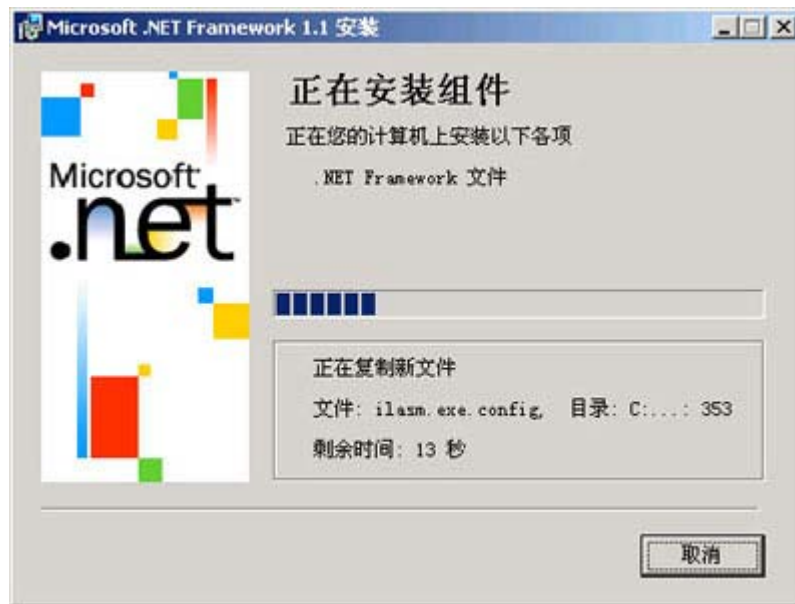 Microsoft .NET Framework 1.1 安装
正在安装组件
正在您的计算机上安装以下各项
.NET Framework 文件
Microsoft
.net
正在复制新文件
文件: ilasm.exe.config, 目录: C:...: 353
剩余时间: 13 秒
取消